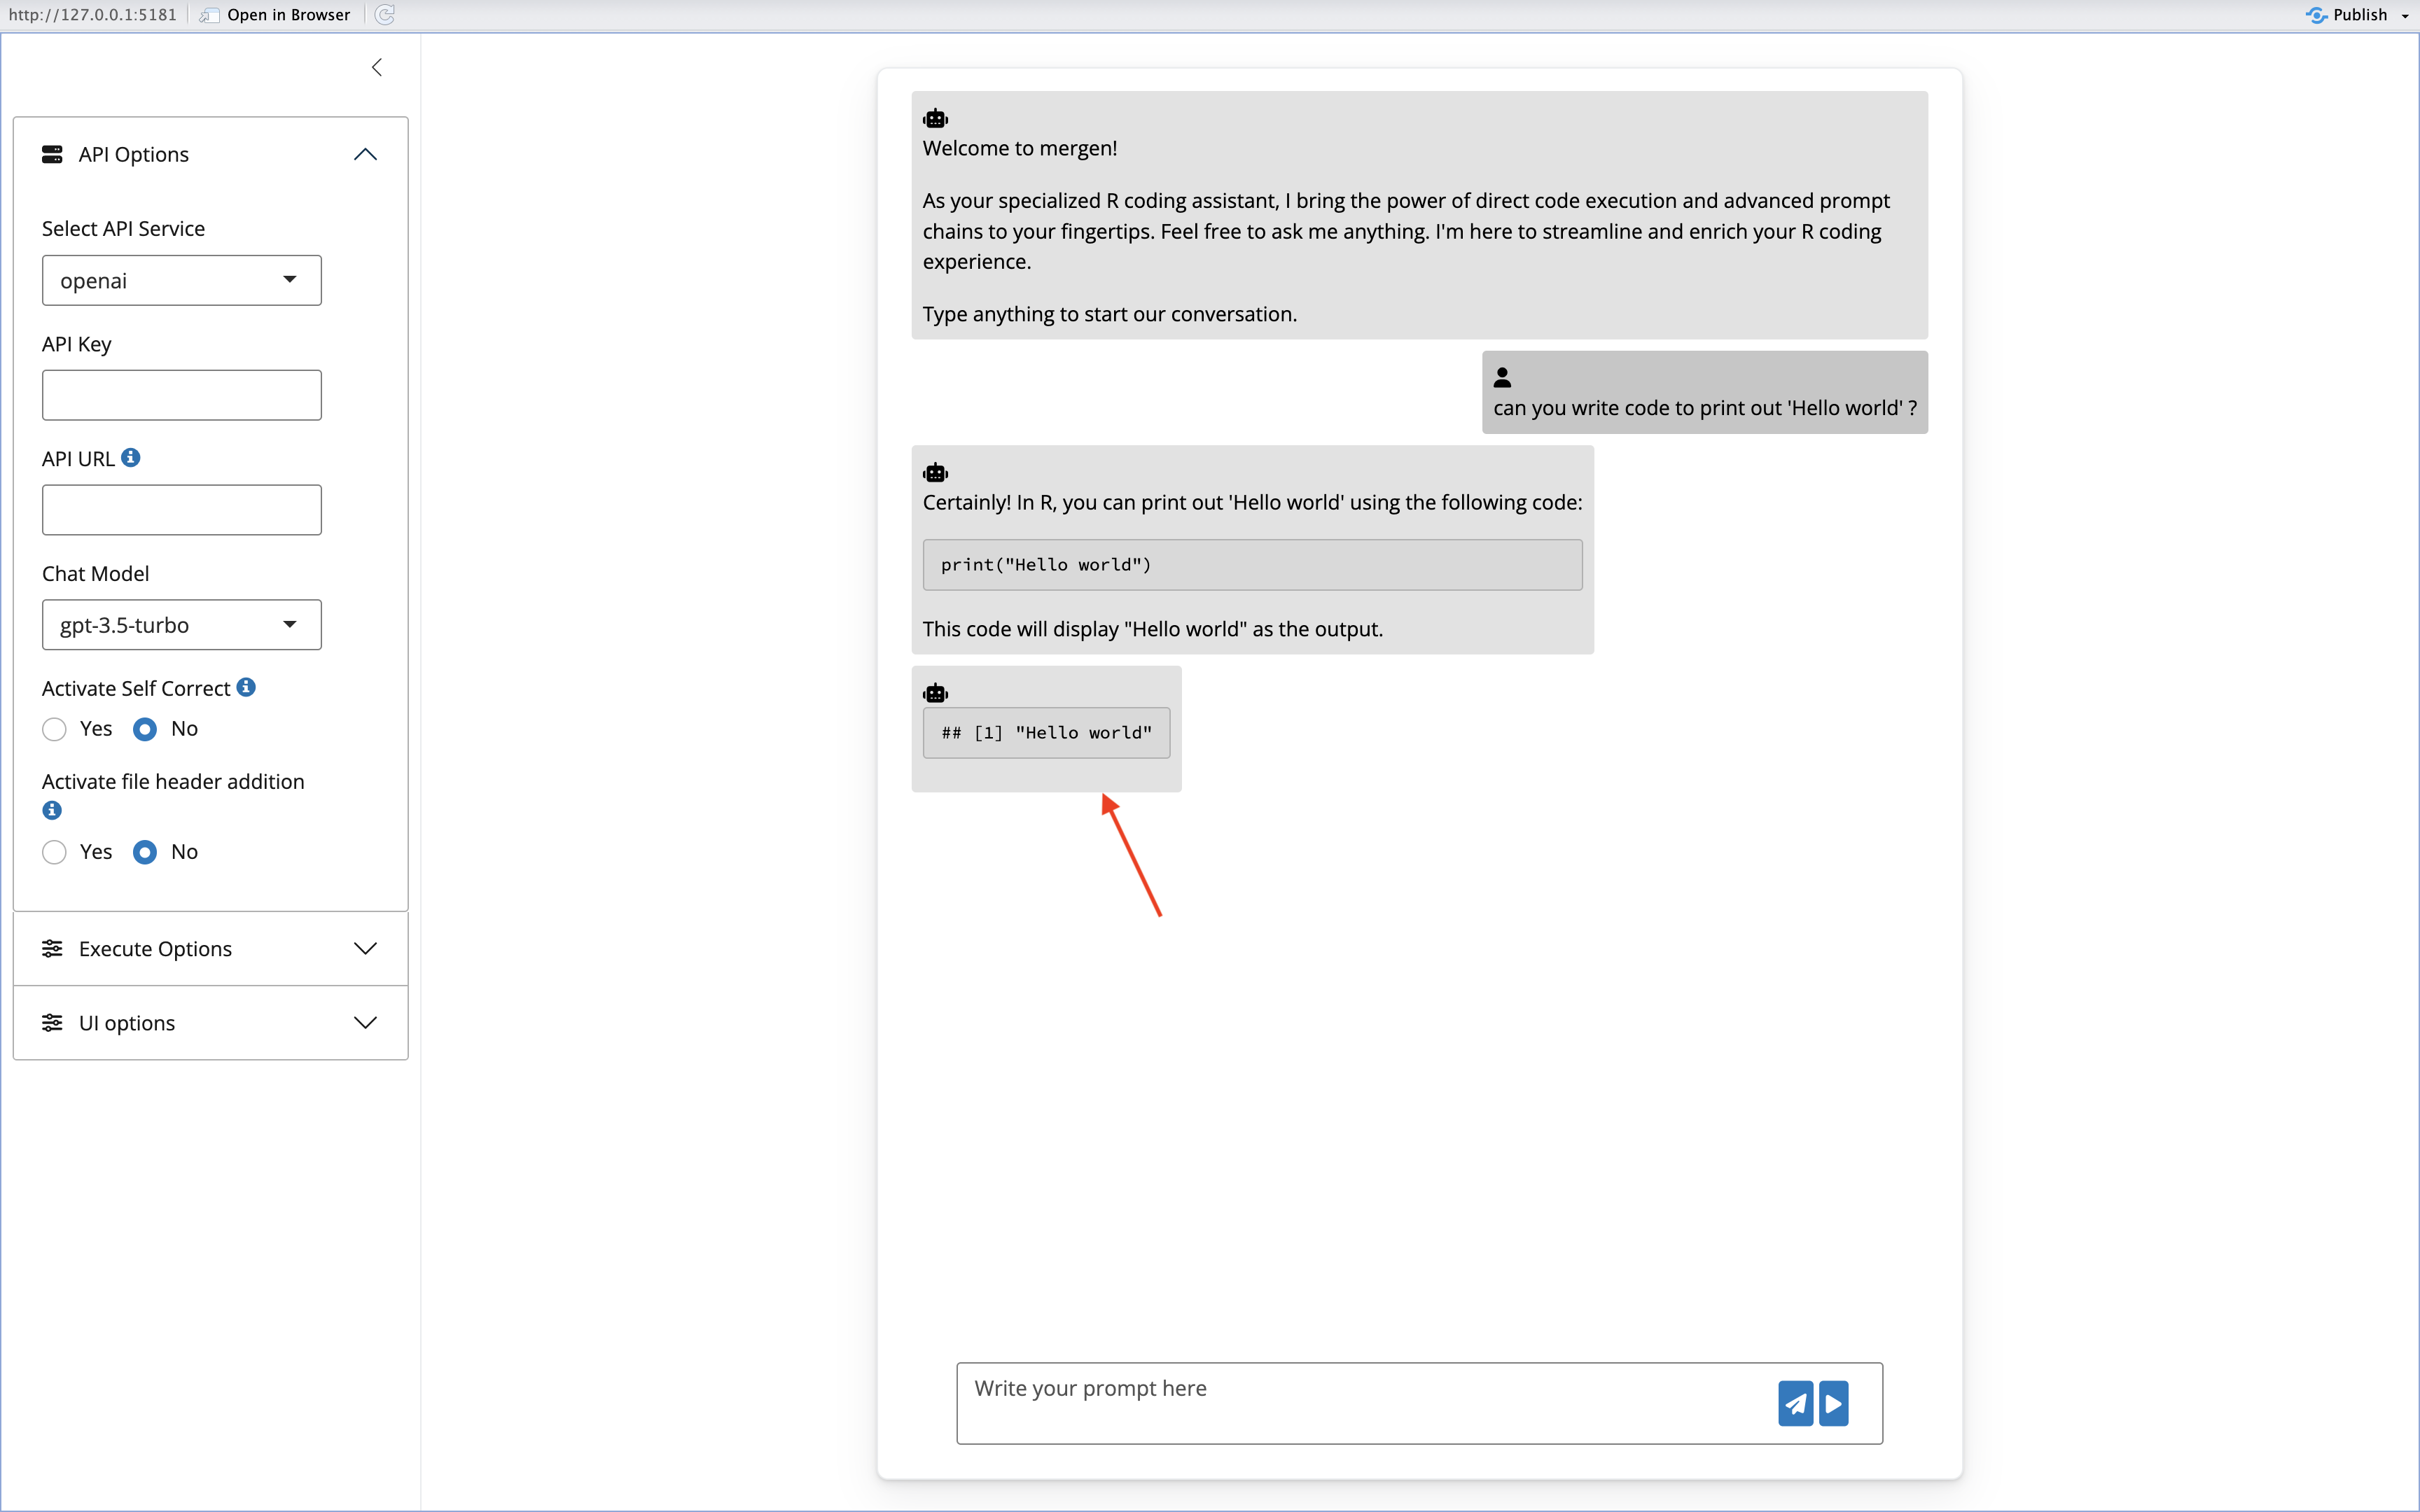 http://127.0.0.1:5181
Open in Browser
Publish
API Options
Select API Service
openai
API Key
API URL
Chat Model
gpt-3.5-turbo
Activate Self Correct
Yes
No
Activate file header addition
Yes
No
Execute Options
UI options
Welcome to mergen!
As your specialized R coding assistant, I bring the power of direct code execution and advanced prompt
chains to your fingertips. Feel free to ask me anything. I'm here to streamline and enrich your R coding
experience.
Type anything to start our conversation.
can you write code to print out 'Hello world' ?
Certainly! In R, you can print out 'Hello world' using the following code:
print("Hello world")
This code will display "Hello world" as the output.
## [1] "Hello world"
Write your prompt here